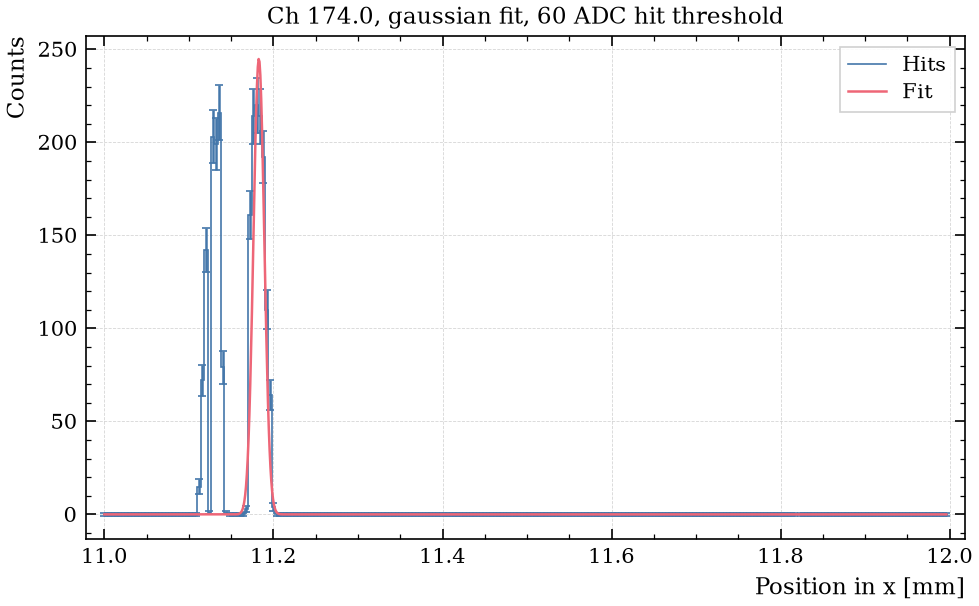 Ch 174.0, gaussian fit, 60 ADC hit threshold
Counts
250
200
150
100
50
0
Hits
Fit
11.0 11.2 11.4 11.6 11.8 12.0
Position in x [mm]